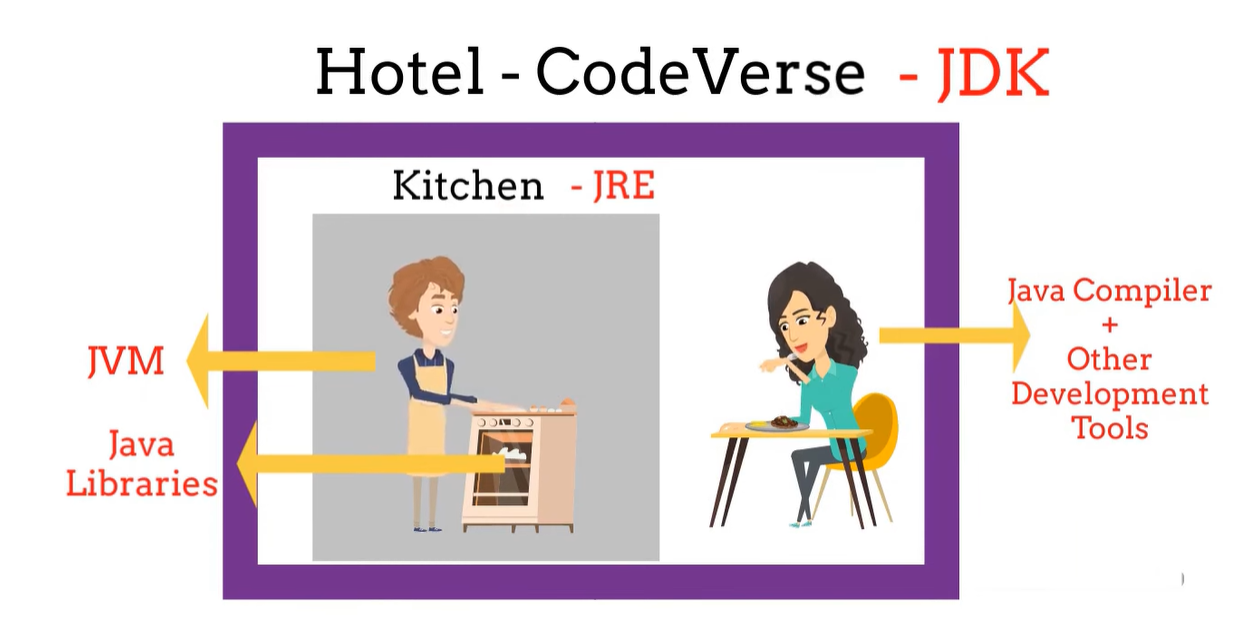 Hotel - CodeVerse - JDK
Kitchen - JRE
JVM
Java
Libraries
Java Compiler
+
Other
Development
Tools